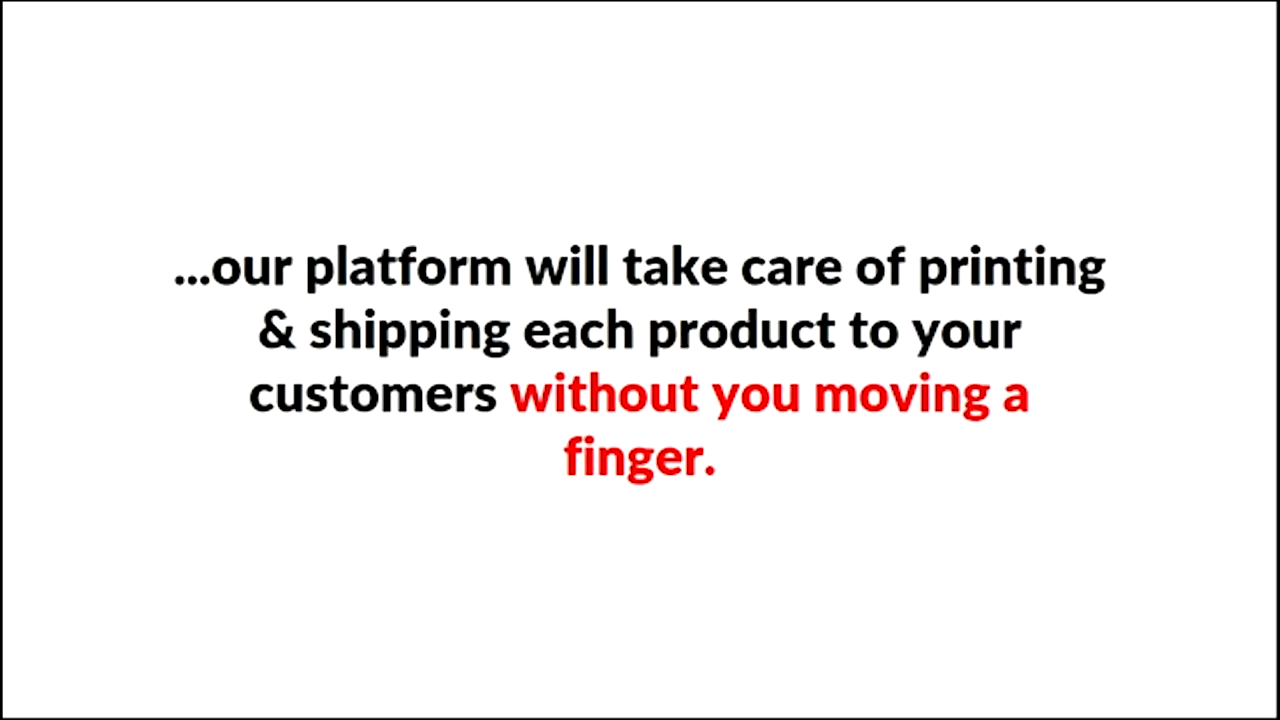 ...our platform will take care of printing
& shipping each product to your
customers without you moving a
finger.